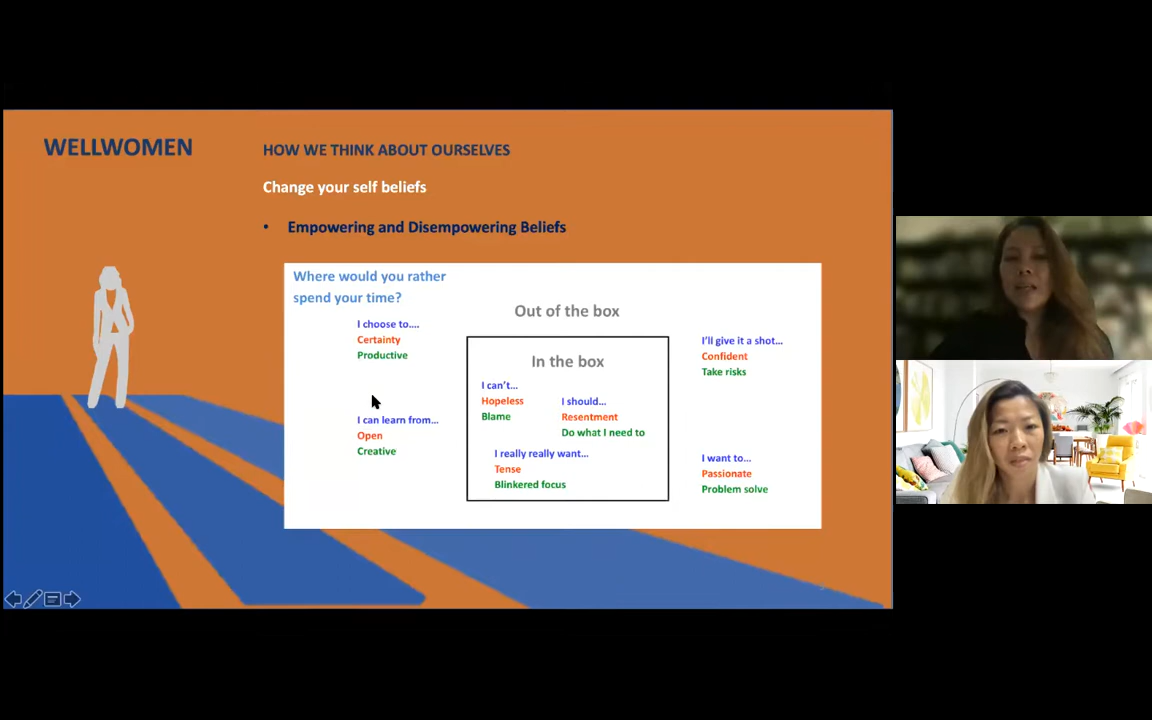 WELLWOMEN
HOW WE THINK ABOUT OURSELVES
Change your self beliefs
• Empowering and Disempowering Beliefs
Where would you rather
spend your time?
Out of the box
I choose to....
Certainty
Productive
I can learn from...
Open
Creative
In the box
I can't...
Hopeless
Blame
I should...
Resentment
Do what I need to
I really really want...
Tense
Blinkered focus
I'll give it a shot...
Confident
Take risks
I want to...
Passionate
Problem solve